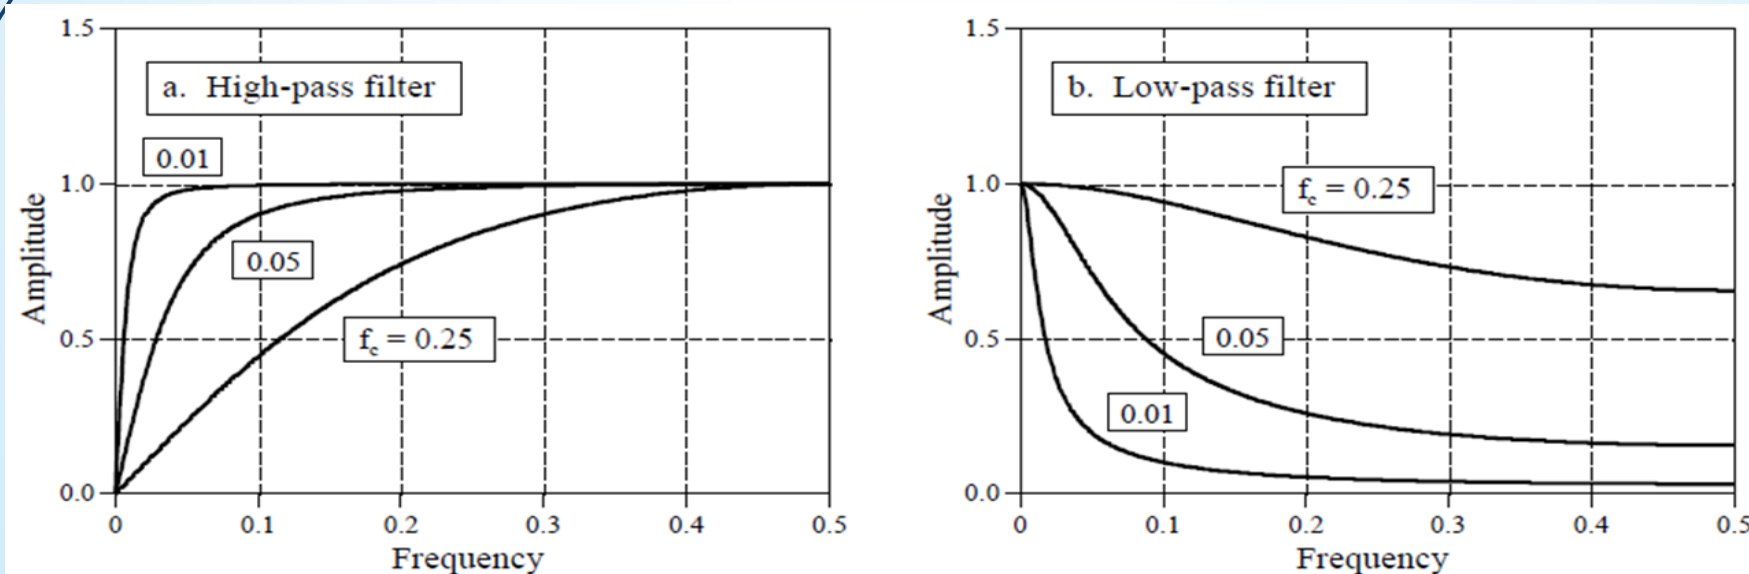 a. High-pass filter
1.5
1.0
0.5
0.0
Amplitude
0.01
0.05
f_c = 0.25
0 0.1 0.2 0.3 0.4 0.5
Frequency
b. Low-pass filter
1.5
1.0
0.5
0.0
Amplitude
f_c = 0.25
0.05
0.01
0 0.1 0.2 0.3 0.4 0.5
Frequency